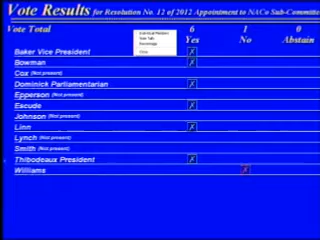 Vote Results for Resolution No. 12 of 2012 Appointment to NACo Sub-Committe
Vote Total 6 1 0
Yes No Abstain
Baker Vice President X
Bowman X
Cox (Not present)
Dominick Parliamentarian X
Epperson (Not present)
Escude X
Johnson (Not present)
Linn X
Lynch (Not present)
Smith (Not present)
Thibodeaux President X
Williams X